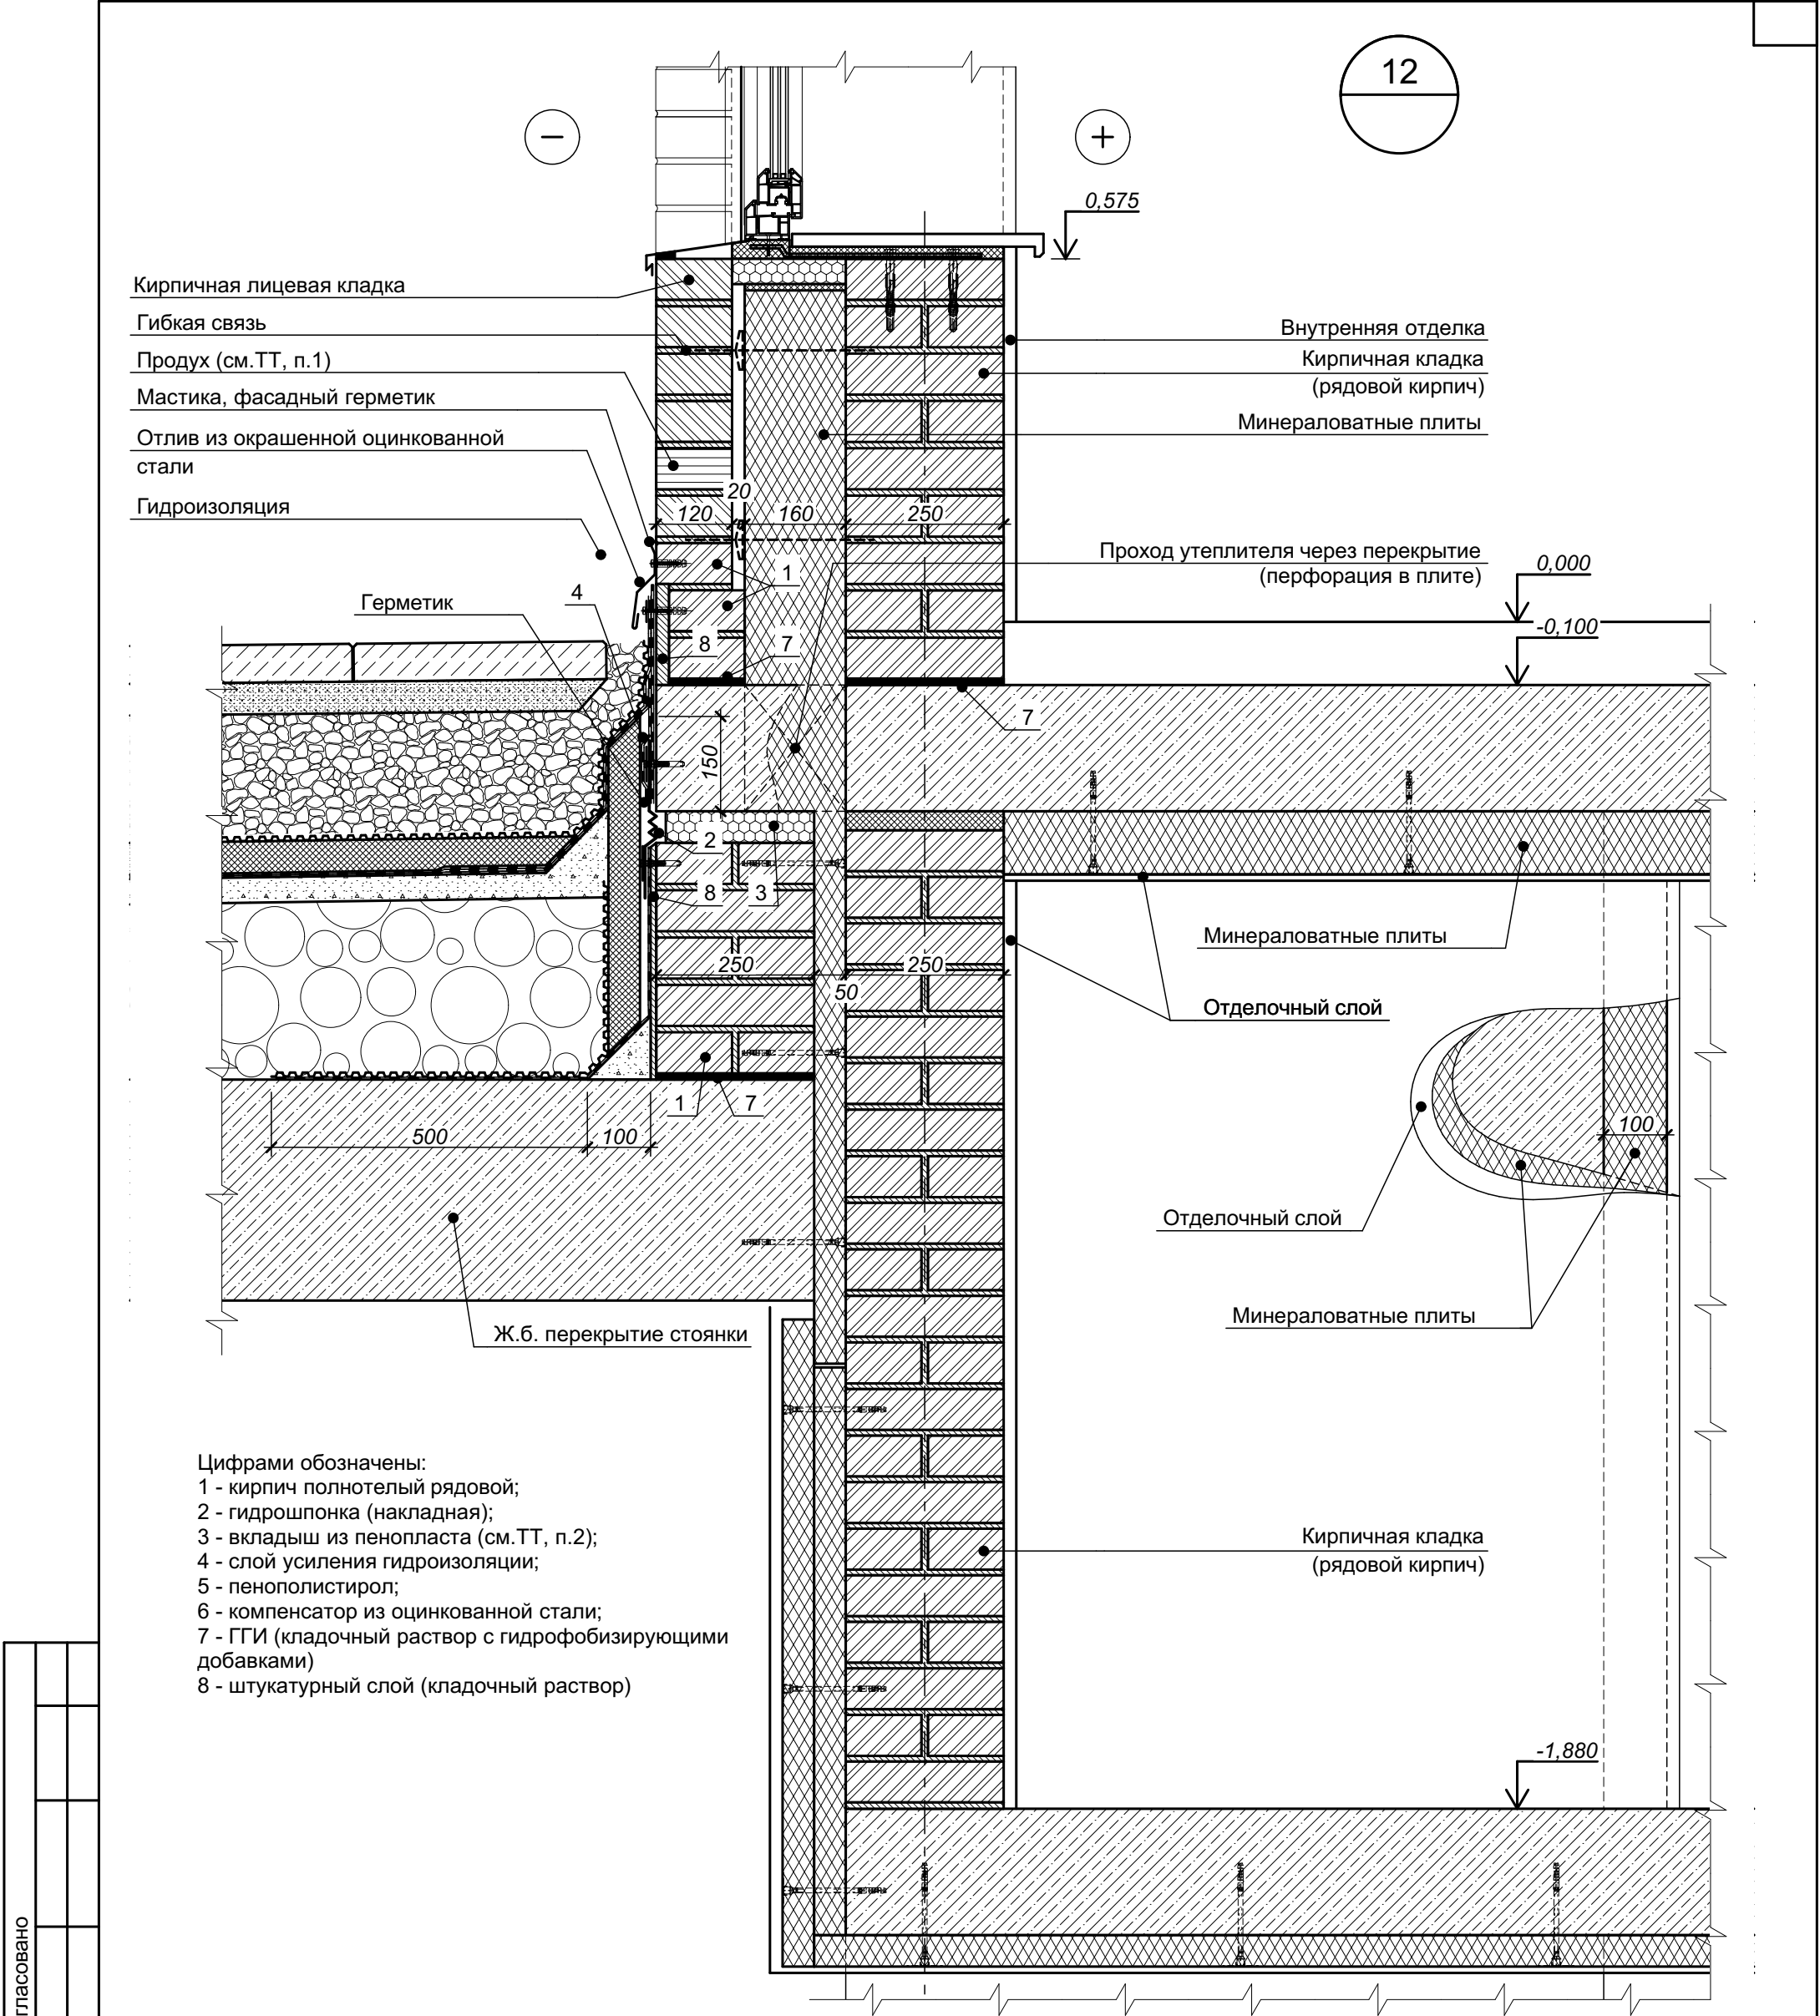 12
−
+
0,575
Кирпичная лицевая кладка
Гибкая связь
Продух (см.ТТ, п.1)
Мастика, фасадный герметик
Отлив из окрашенной оцинкованной
стали
Гидроизоляция
Герметик
4
Внутренняя отделка
Кирпичная кладка
(рядовой кирпич)
Минераловатные плиты
20
120
160
250
Проход утеплителя через перекрытие
(перфорация в плите)
0,000
-0,100
1
8
7
7
150
2
8
3
Минераловатные плиты
250
250
50
Отделочный слой
1
7
500
100
100
Отделочный слой
Минераловатные плиты
Ж.б. перекрытие стоянки
Цифрами обозначены:
1 - кирпич полнотелый рядовой;
2 - гидрошпонка (накладная);
3 - вкладыш из пенопласта (см.ТТ, п.2);
4 - слой усиления гидроизоляции;
5 - пенополистирол;
6 - компенсатор из оцинкованной стали;
7 - ГГИ (кладочный раствор с гидрофобизирующими
добавками)
8 - штукатурный слой (кладочный раствор)
Кирпичная кладка
(рядовой кирпич)
-1,880
гласовано